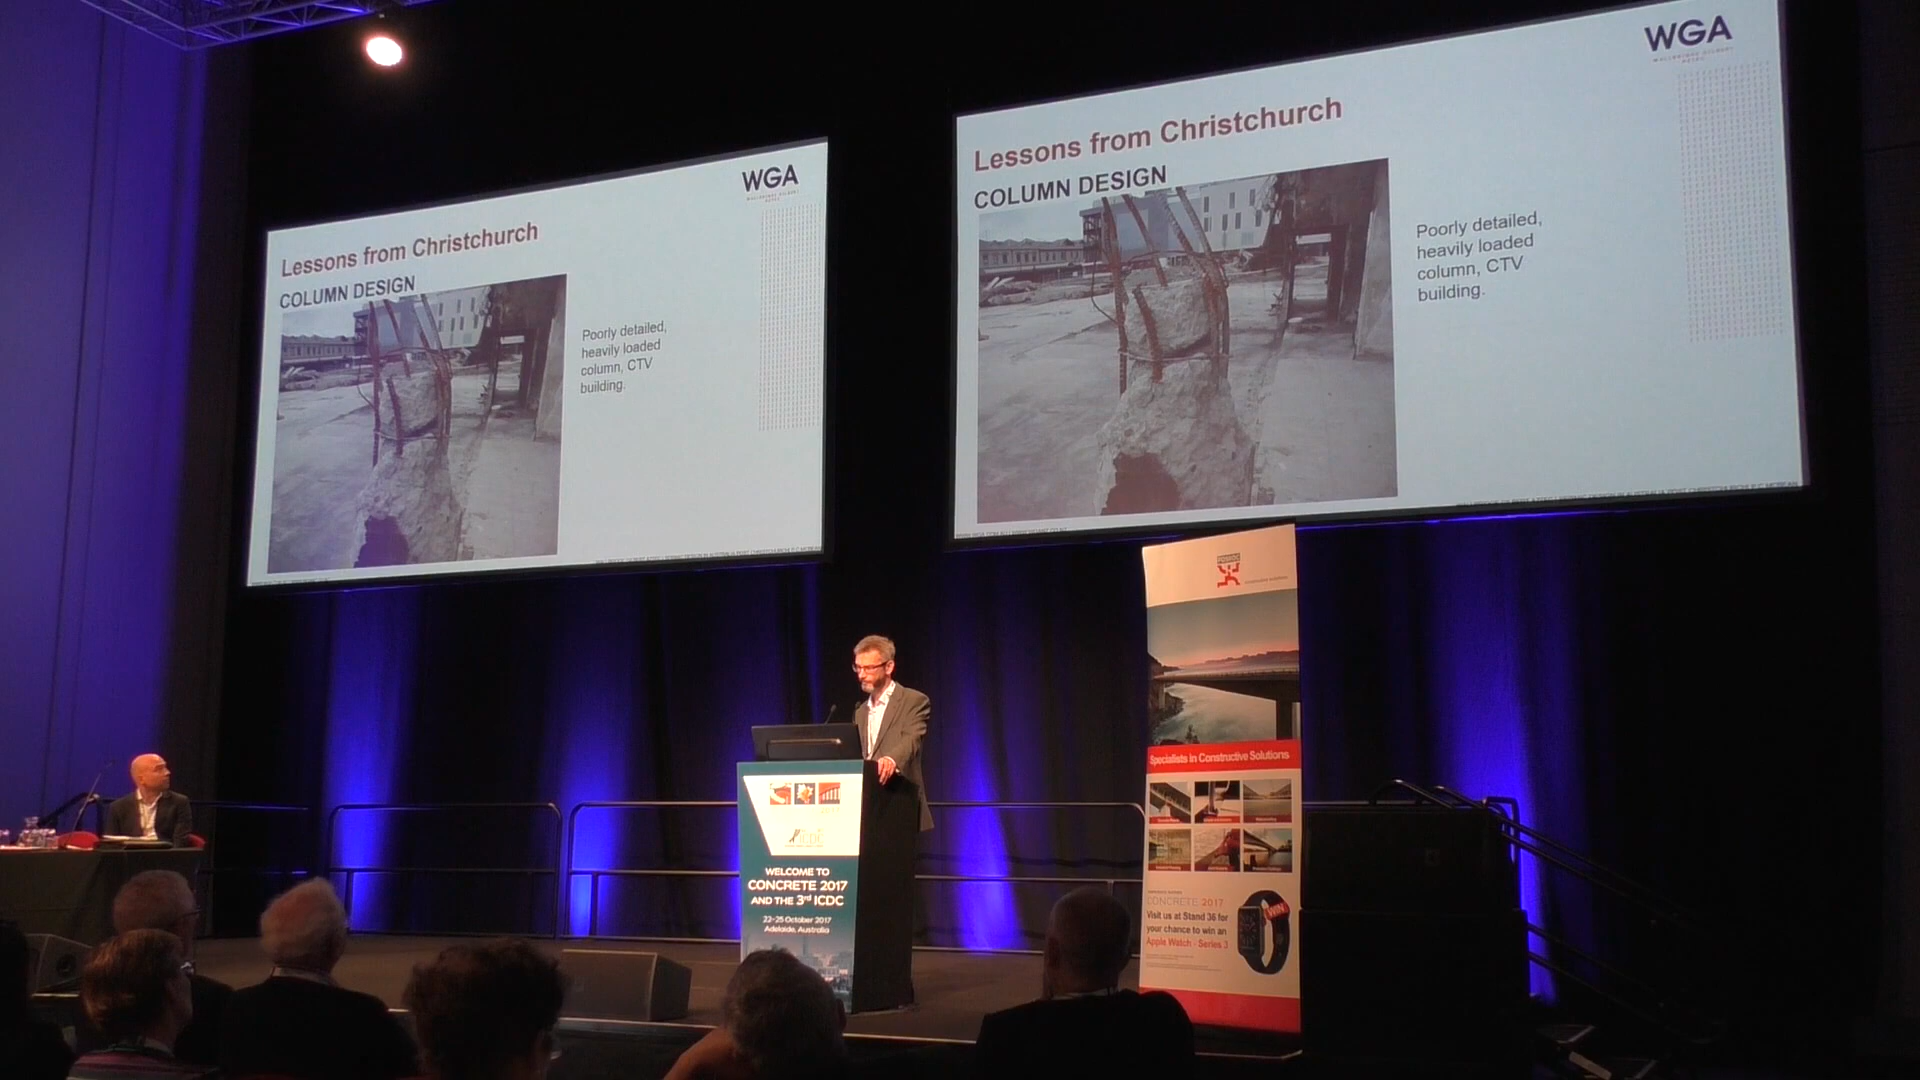 WGA
Lessons from Christchurch
COLUMN DESIGN
Poorly detailed,
heavily loaded
column, CTV
building.
WGA
Lessons from Christchurch
COLUMN DESIGN
Poorly detailed,
heavily loaded
column, CTV
building.
WELCOME TO
CONCRETE 2017
AND THE 3rd ICDC
22-25 October 2017
Adelaide, Australia
FOSROC
constructive solutions
Specialists in Constructive Solutions
CONCRETE 2017
Visit us at Stand 36 for
your chance to win an
Apple Watch - Series 3
WIN